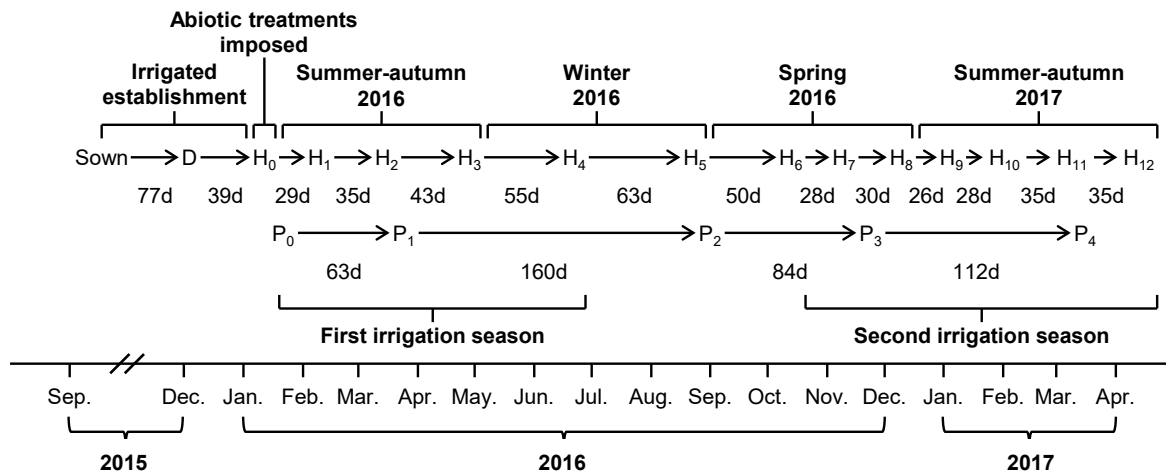 Abiotic treatments
imposed
Irrigated
establishment
Summer-autumn
2016
Winter
2016
Spring
2016
Summer-autumn
2017
Sown D H0 H1 H2 H3 H4 H5 H6 H7 H8 H9 H10 H11 H12
77d 39d 29d 35d 43d 55d 63d 50d 28d 30d 26d 28d 35d 35d
P0 P1 P2 P3 P4
63d 160d 84d 112d
First irrigation season Second irrigation season
Sep. Dec. Jan. Feb. Mar. Apr. May. Jun. Jul. Aug. Sep. Oct. Nov. Dec. Jan. Feb. Mar. Apr.
2015 2016 2017